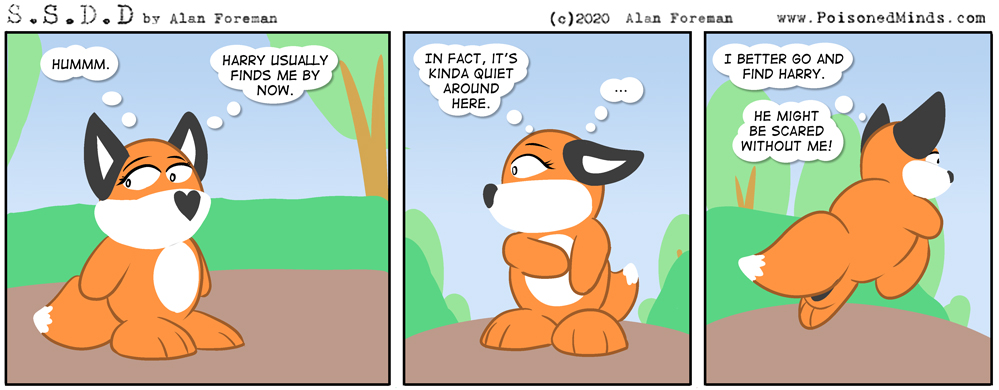 S.S.D.D by Alan Foreman (c)2020 Alan Foreman www.PoisonedMinds.com
HUMMM.
HARRY USUALLY
FINDS ME BY
NOW.
IN FACT, IT'S
KINDA QUIET
AROUND
HERE.
...
I BETTER GO AND
FIND HARRY.
HE MIGHT
BE SCARED
WITHOUT ME!